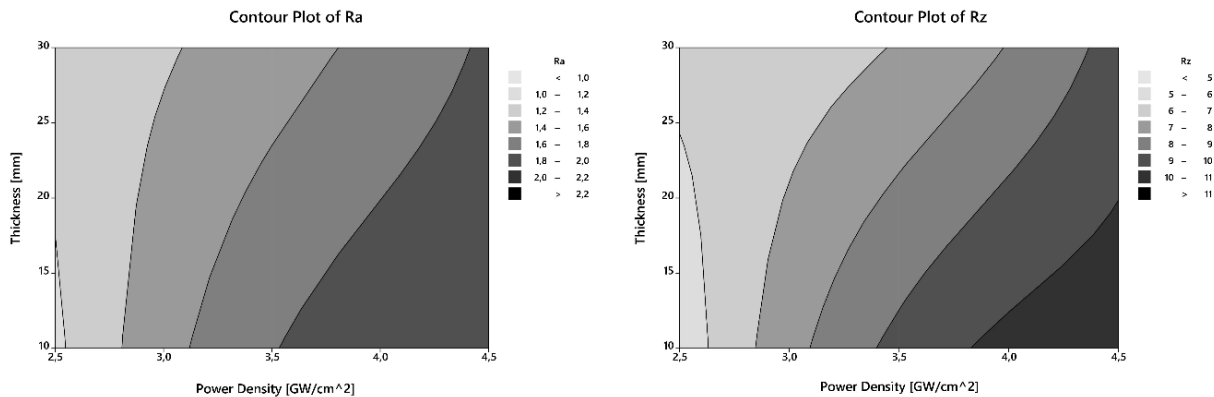 Contour Plot of Ra
30
25
20
15
10
2,5 3,0 3,5 4,0 4,5
Thickness [mm]
Power Density [GW/cm^2]
Ra
< 1,0
1,0 – 1,2
1,2 – 1,4
1,4 – 1,6
1,6 – 1,8
1,8 – 2,0
2,0 – 2,2
> 2,2
Contour Plot of Rz
30
25
20
15
10
2,5 3,0 3,5 4,0 4,5
Thickness [mm]
Power Density [GW/cm^2]
Rz
< 5
5 – 6
6 – 7
7 – 8
8 – 9
9 – 10
10 – 11
> 11